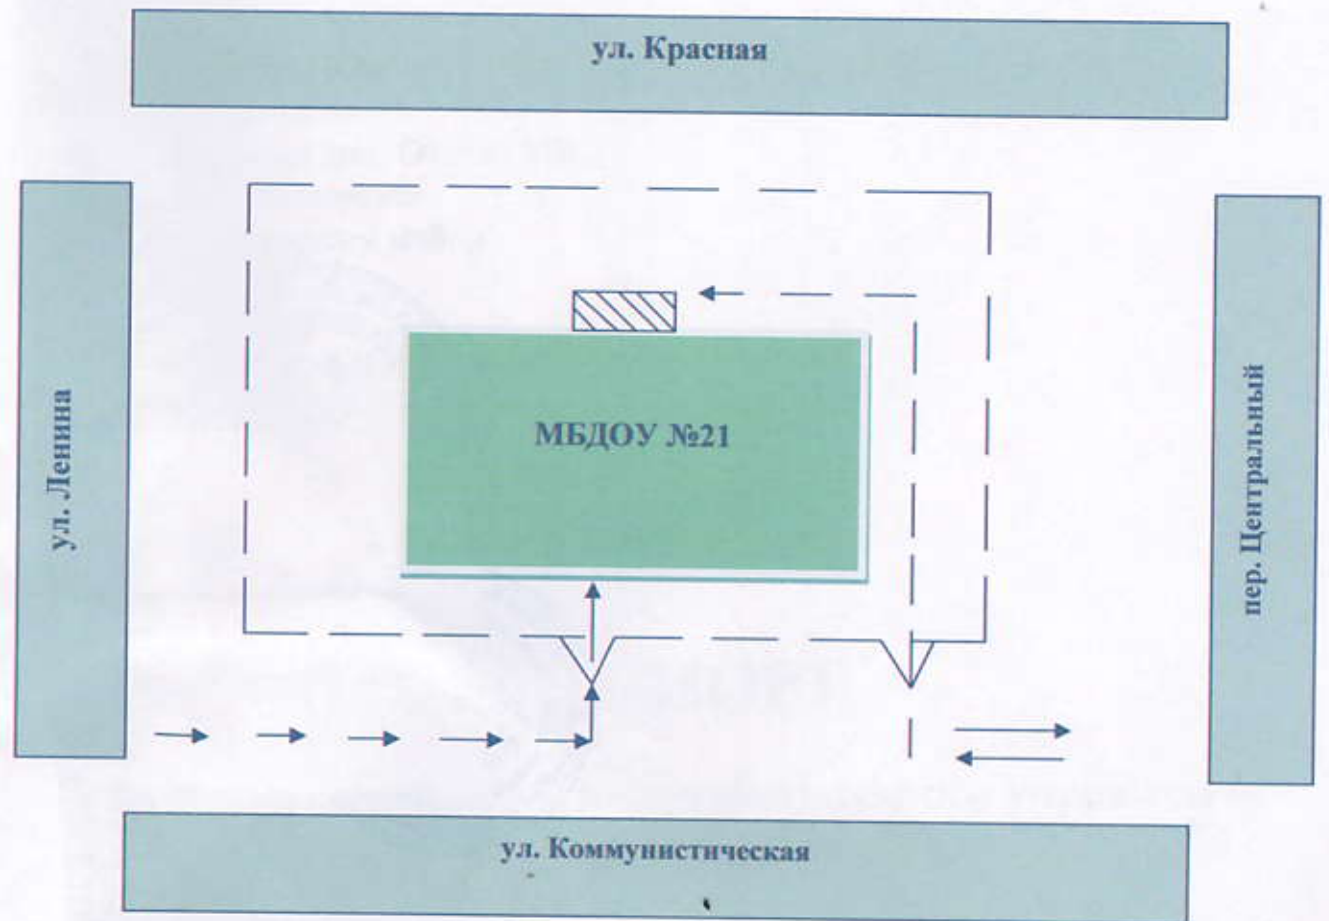 ул. Красная
ул. Ленина
МБДОУ №21
пер. Центральный
ул. Коммунистическая